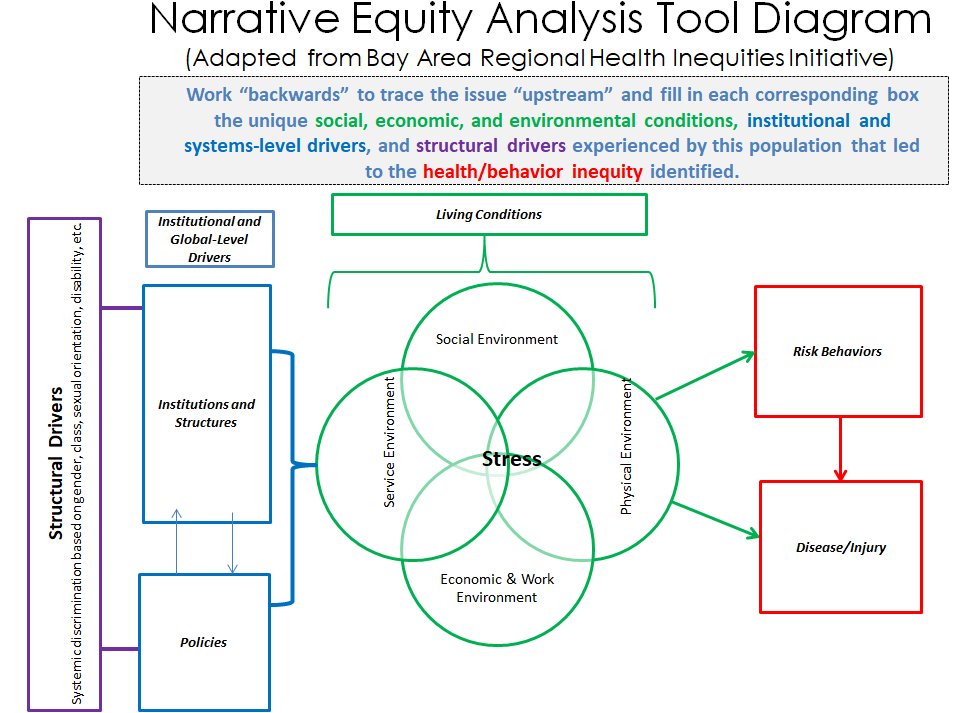 Narrative Equity Analysis Tool Diagram
(Adapted from Bay Area Regional Health Inequities Initiative)
Work “backwards” to trace the issue “upstream” and fill in each corresponding box
the unique social, economic, and environmental conditions, institutional and
systems-level drivers, and structural drivers experienced by this population that led
to the health/behavior inequity identified.
Structural Drivers
Systemic discrimination based ongender, class, sexual orientation, disability, etc.
Institutional and
Global-Level
Drivers
Institutions and
Structures
Policies
Living Conditions
Social Environment
Service Environment
Stress
Physical Environment
Economic & Work
Environment
Risk Behaviors
Disease/Injury